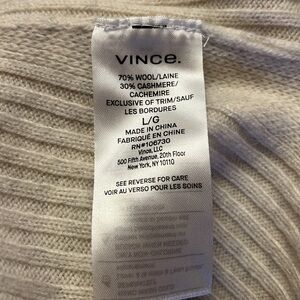 VINCE.
70% WOOL/LAINE
30% CASHMERE/
CACHEMIRE
EXCLUSIVE OF TRIM/SAUF
LES BORDURES
L/G
MADE IN CHINA
FABRIQUÉ EN CHINE
RN#106730
Vince, LLC
500 Fifth Avenue, 20th Floor
New York, NY 10110
SEE REVERSE FOR CARE
VOIR AU VERSO POUR LES SOINS